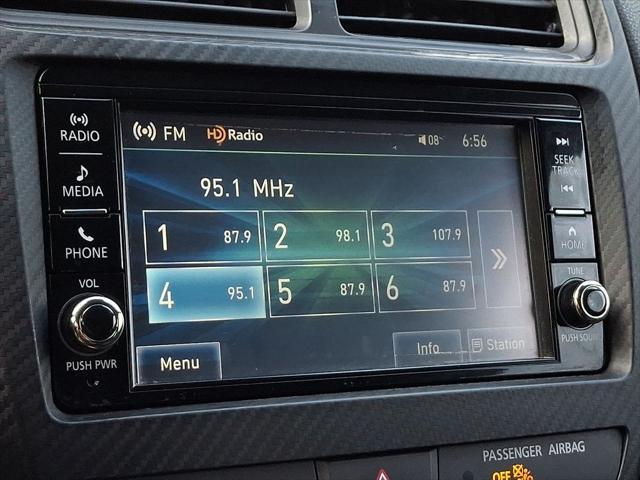 RADIO
MEDIA
PHONE
VOL
PUSH PWR
FM HD Radio 08 6:56
95.1 MHz
1 87.9 2 98.1 3 107.9
4 95.1 5 87.9 6 87.9
Menu Info Station
SEEK
TRACK
HOME
TUNE
PUSH SOUND
PASSENGER AIRBAG
OFF